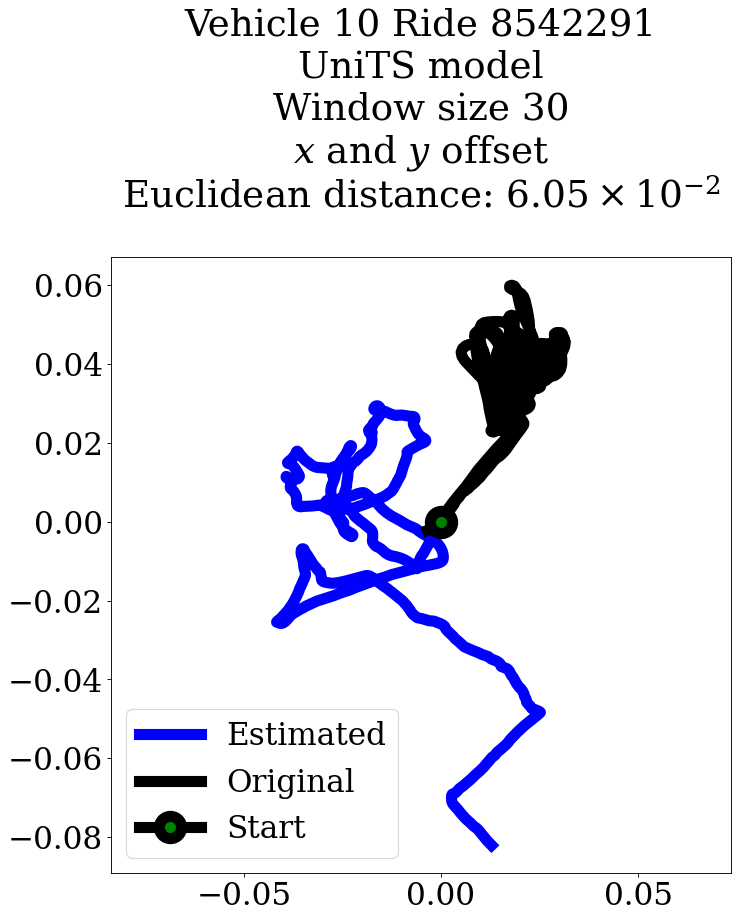 Vehicle 10 Ride 8542291
UniTS model
Window size 30
x and y offset
Euclidean distance: 6.05 × 10⁻²
0.06
0.04
0.02
0.00
−0.02
−0.04
−0.06
−0.08
Estimated
Original
Start
−0.05 0.00 0.05